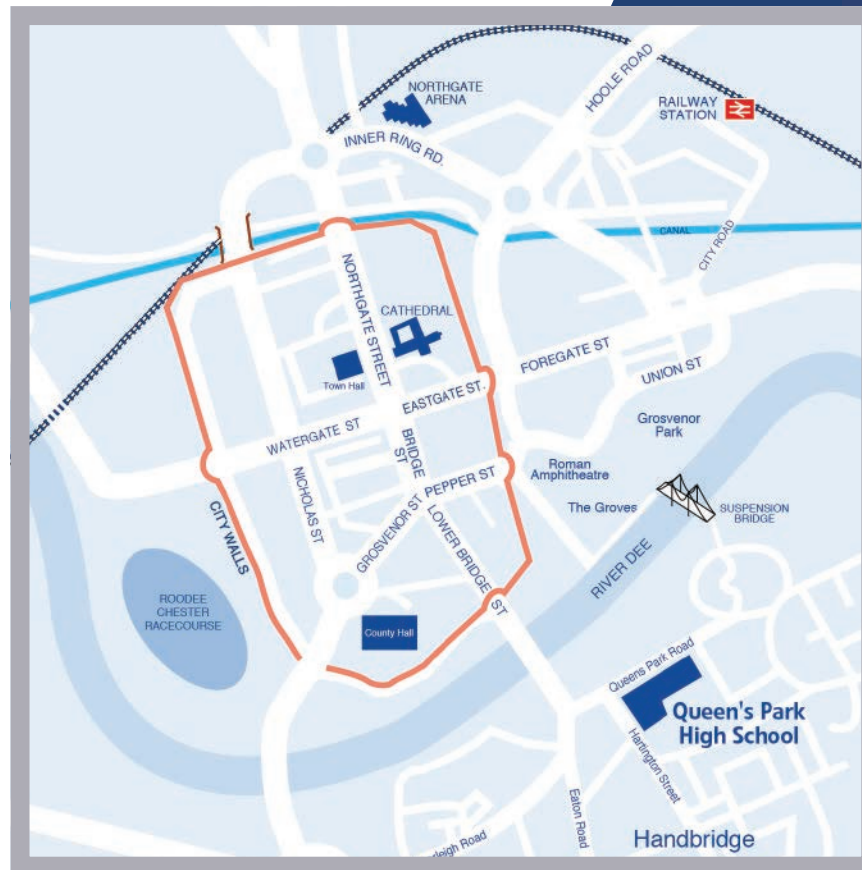 NORTHGATE
ARENA
HOOLE ROAD
RAILWAY
STATION
INNER RING RD.
CANAL
CITY ROAD
NORTHGATE STREET
CATHEDRAL
Town Hall
FOREGATE ST
EASTGATE ST.
UNION ST
WATERGATE ST
BRIDGE
ST
Grosvenor
Park
NICHOLAS ST
PEPPER ST
Roman
Amphitheatre
GROSVENOR ST
The Groves
SUSPENSION
BRIDGE
CITY WALLS
LOWER BRIDGE ST
RIVER DEE
ROODEE
CHESTER
RACECOURSE
County Hall
Queens Park Road
Queen's Park
High School
Hartington Street
Eaton Road
rleigh Road
Handbridge